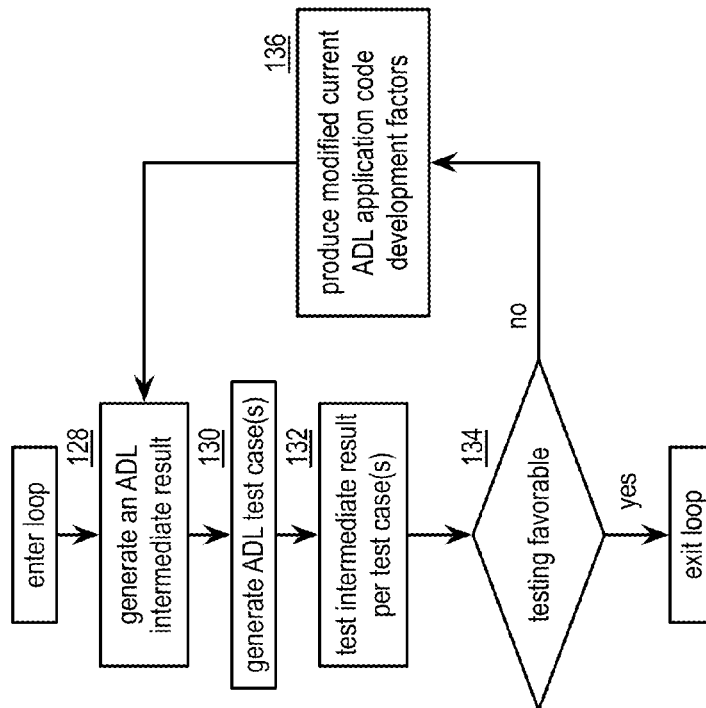 enter loop
128
generate an ADL
intermediate result
130
generate ADL test case(s)
132
test intermediate result
per test case(s)
134
testing favorable
yes
exit loop
no
136
produce modified current
ADL application code
development factors